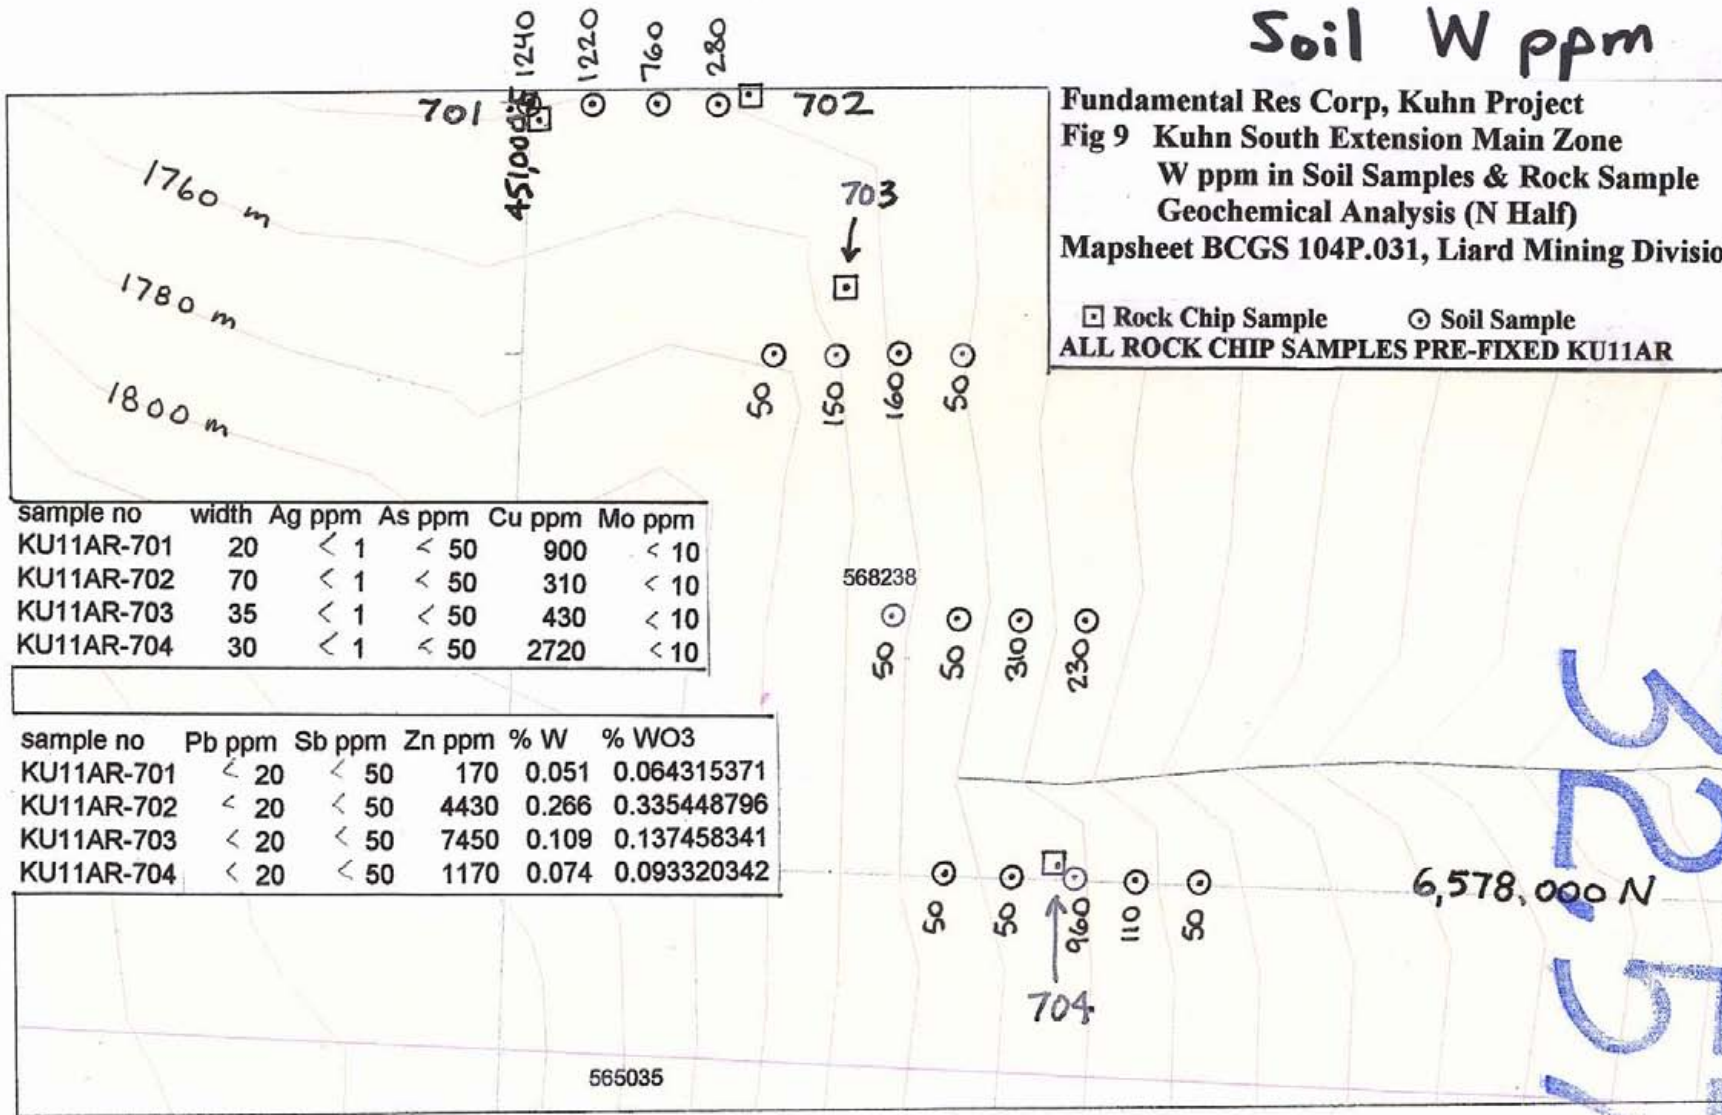 Soil W ppm
1240 1220 760 280
701 702
451,000
Fundamental Res Corp, Kuhn Project
Fig 9 Kuhn South Extension Main Zone
W ppm in Soil Samples & Rock Sample
Geochemical Analysis (N Half)
Mapsheet BCGS 104P.031, Liard Mining Divisio
Rock Chip Sample Soil Sample
ALL ROCK CHIP SAMPLES PRE-FIXED KU11AR
1760 m
703
1780 m
50 150 160 50
1800 m
sample no width Ag ppm As ppm Cu ppm Mo ppm
KU11AR-701 20 < 1 < 50 900 < 10
KU11AR-702 70 < 1 < 50 310 < 10
KU11AR-703 35 < 1 < 50 430 < 10
KU11AR-704 30 < 1 < 50 2720 < 10
568238
50 50 310 230
sample no Pb ppm Sb ppm Zn ppm % W % WO3
KU11AR-701 < 20 < 50 170 0.051 0.064315371
KU11AR-702 < 20 < 50 4430 0.266 0.335448796
KU11AR-703 < 20 < 50 7450 0.109 0.137458341
KU11AR-704 < 20 < 50 1170 0.074 0.093320342
6,578,000 N
50 50 960 110 50
704
565035
32,5